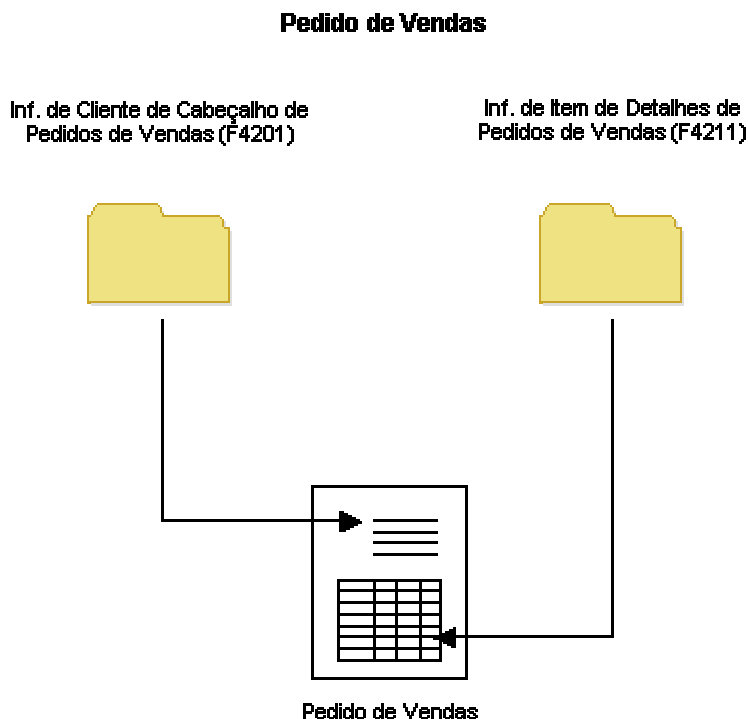 Pedido de Vendas
Inf. de Cliente de Cabeçalho de
Pedidos de Vendas (F4201)
Inf. de Item de Detalhes de
Pedidos de Vendas (F4211)
Pedido de Vendas